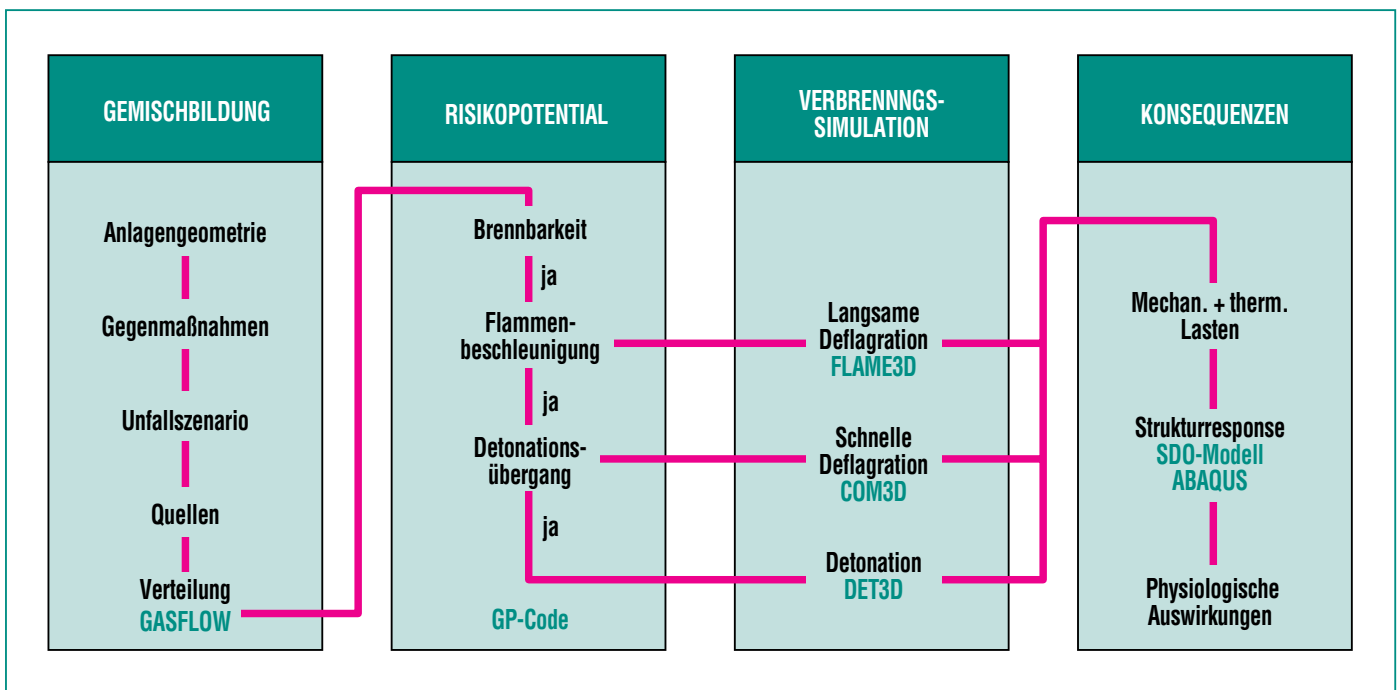 GEMISCHBILDUNG
Anlagengeometrie
Gegenmaßnahmen
Unfallszenario
Quellen
Verteilung
GASFLOW
RISIKOPOTENTIAL
Brennbarkeit
ja
Flammen-
beschleunigung
ja
Detonations-
übergang
ja
GP-Code
VERBRENNNGS-
SIMULATION
Langsame
Deflagration
FLAME3D
Schnelle
Deflagration
COM3D
Detonation
DET3D
KONSEQUENZEN
Mechan. + therm.
Lasten
Strukturresponse
SDO-Modell
ABAQUS
Physiologische
Auswirkungen